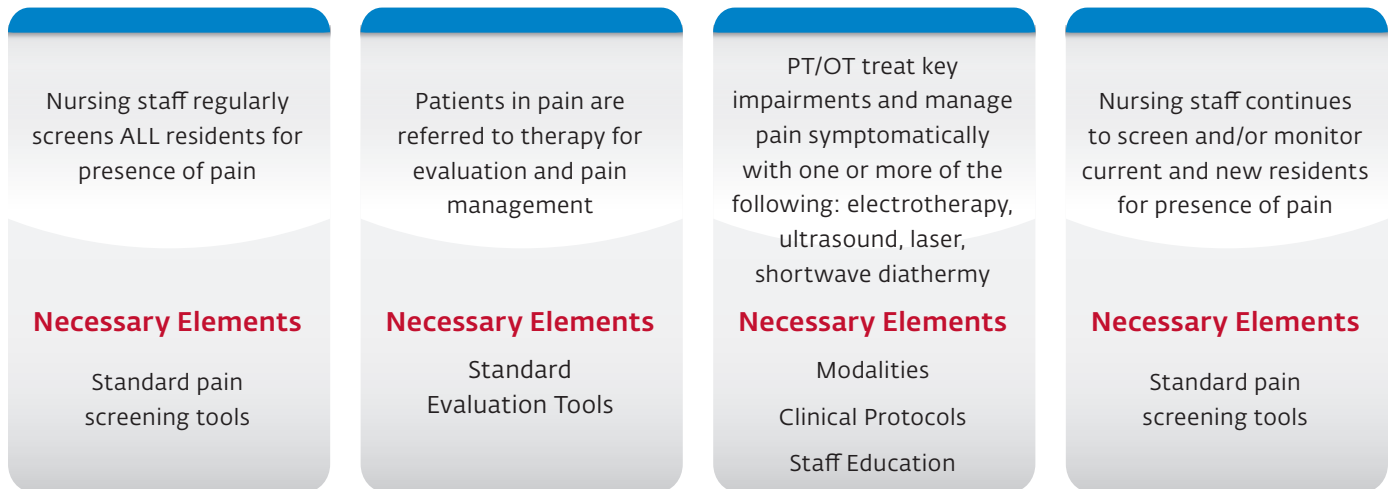 Nursing staff regularly
screens ALL residents for
presence of pain
Necessary Elements
Standard pain
screening tools
Patients in pain are
referred to therapy for
evaluation and pain
management
Necessary Elements
Standard
Evaluation Tools
PT/OT treat key
impairments and manage
pain symptomatically
with one or more of the
following: electrotherapy,
ultrasound, laser,
shortwave diathermy
Necessary Elements
Modalities
Clinical Protocols
Staff Education
Nursing staff continues
to screen and/or monitor
current and new residents
for presence of pain
Necessary Elements
Standard pain
screening tools